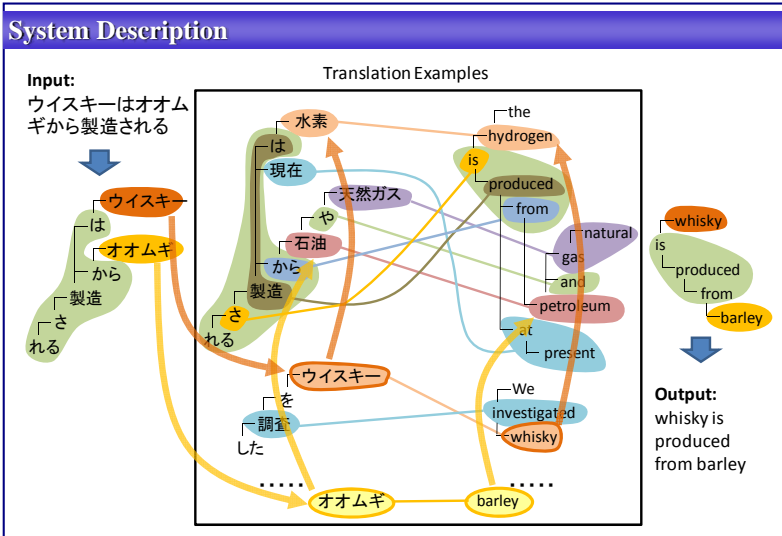 System Description
Input:
ウイスキーはオオム
ギから製造される
ウイスキー
は
オオムギ
から
製造
さ
れる
Translation Examples
水素
は
現在
天然ガス
や
石油
から
製造
さ
れる
ウイスキー
を
調査
した
.....
オオムギ
the
hydrogen
is
produced
from
natural
gas
and
petroleum
at
present
We
investigated
whisky
.....
barley
whisky
is
produced
from
barley
Output:
whisky is
produced
from barley